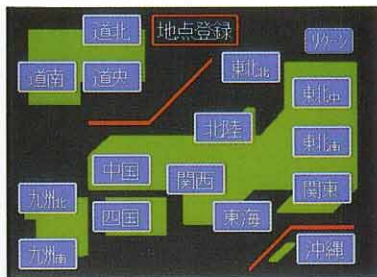 道北
地点登録
リターン
道南
道央
東北北
東北中
北陸
東北南
中国
関西
関東
九州北
四国
東海
九州南
沖縄